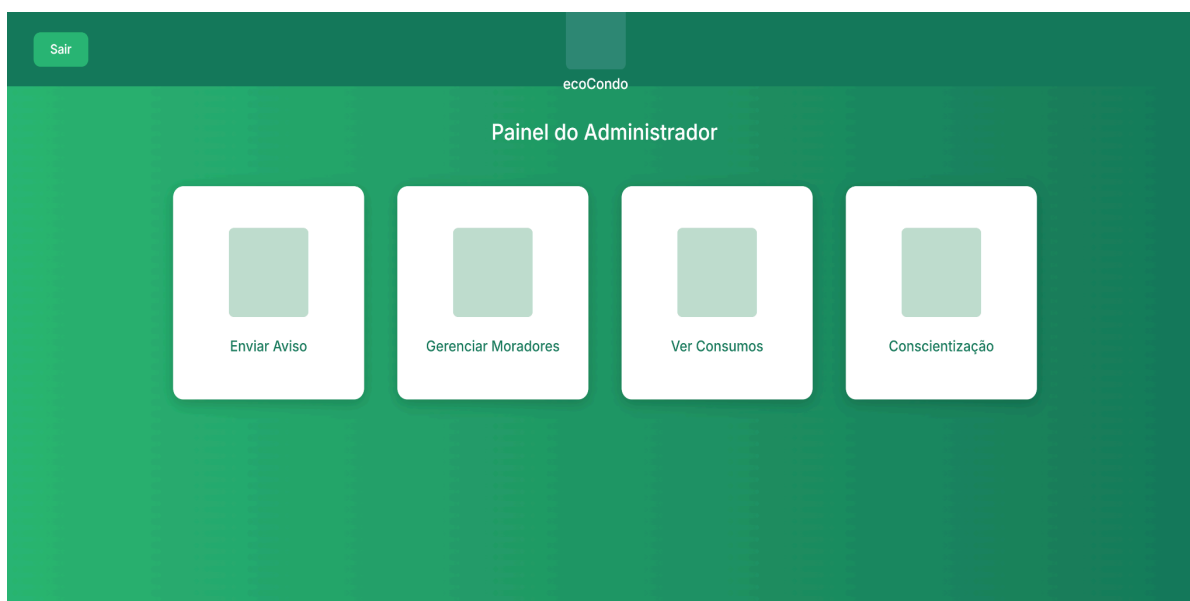 Sair
ecoCondo
Painel do Administrador
Enviar Aviso
Gerenciar Moradores
Ver Consumos
Conscientização